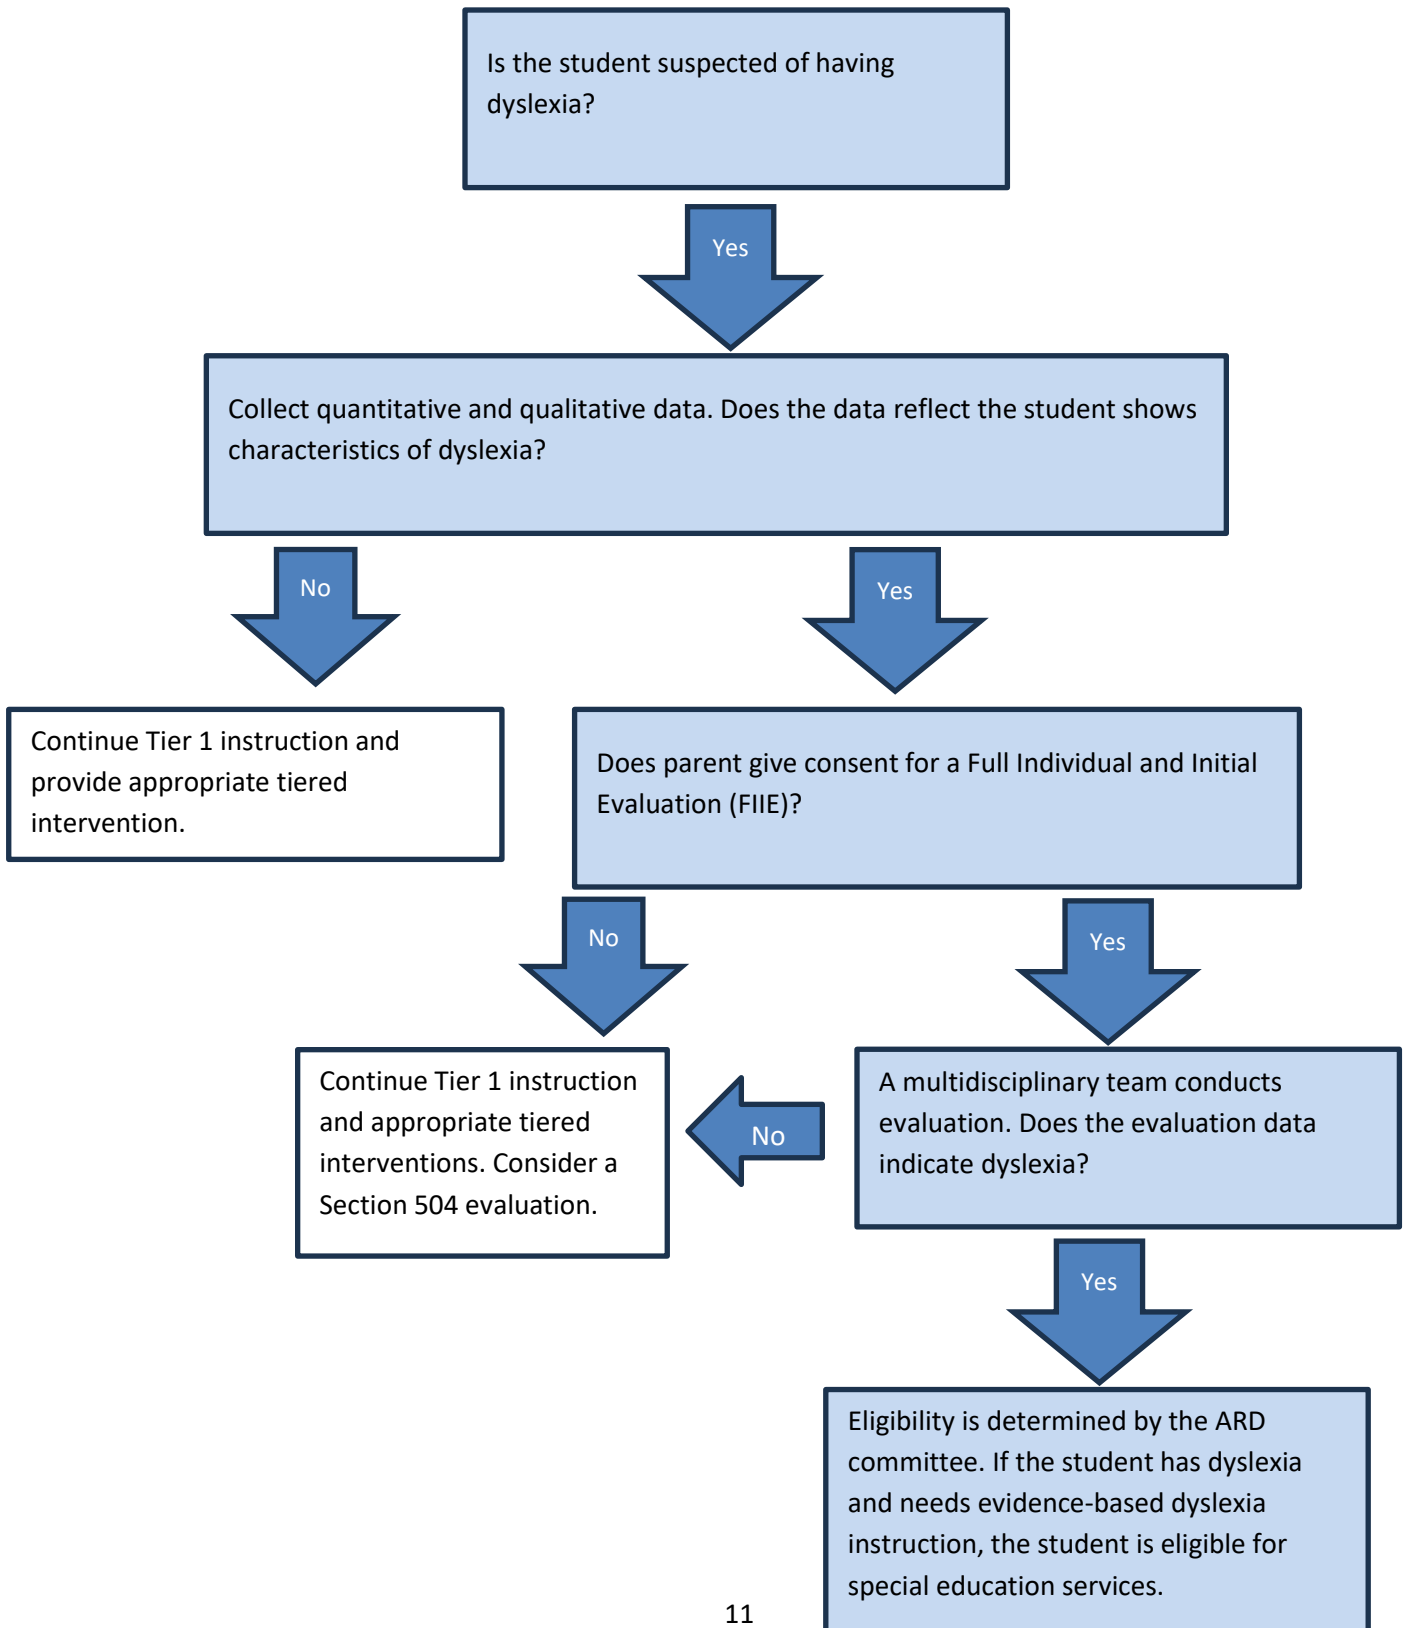 Is the student suspected of having
dyslexia?
Yes
Collect quantitative and qualitative data. Does the data reflect the student shows
characteristics of dyslexia?
No
Yes
Continue Tier 1 instruction and
provide appropriate tiered
intervention.
Does parent give consent for a Full Individual and Initial
Evaluation (FIIE)?
No
Yes
Continue Tier 1 instruction
and appropriate tiered
interventions. Consider a
Section 504 evaluation.
No
A multidisciplinary team conducts
evaluation. Does the evaluation data
indicate dyslexia?
Yes
Eligibility is determined by the ARD
committee. If the student has dyslexia
and needs evidence-based dyslexia
instruction, the student is eligible for
special education services.
11